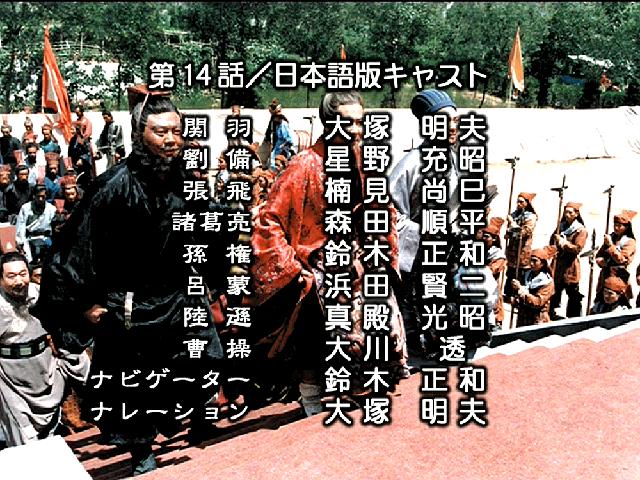 第14話／日本語版キャスト
関羽 大塚明夫
劉備 星野充昭
張飛 楠見尚巳
諸葛亮 森田順平
孫権 鈴木正和
呂蒙 浜田賢二
陸遜 真殿光昭
曹操 大川透
ナビゲーター 鈴木正和
ナレーション 大塚明夫